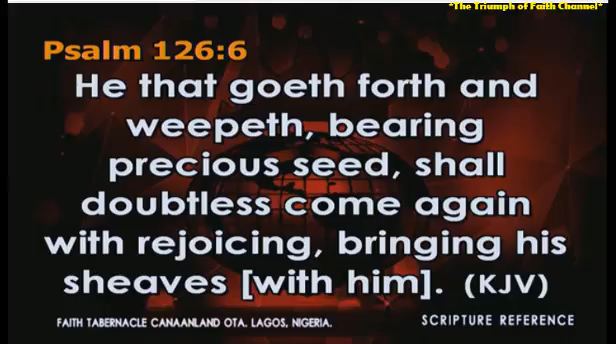 *The Triumph of Faith Channel*
Psalm 126:6
He that goeth forth and
weepeth, bearing
precious seed, shall
doubtless come again
with rejoicing, bringing his
sheaves [with him]. (KJV)
FAITH TABERNACLE CANAANLAND OTA. LAGOS, NIGERIA.
SCRIPTURE REFERENCE